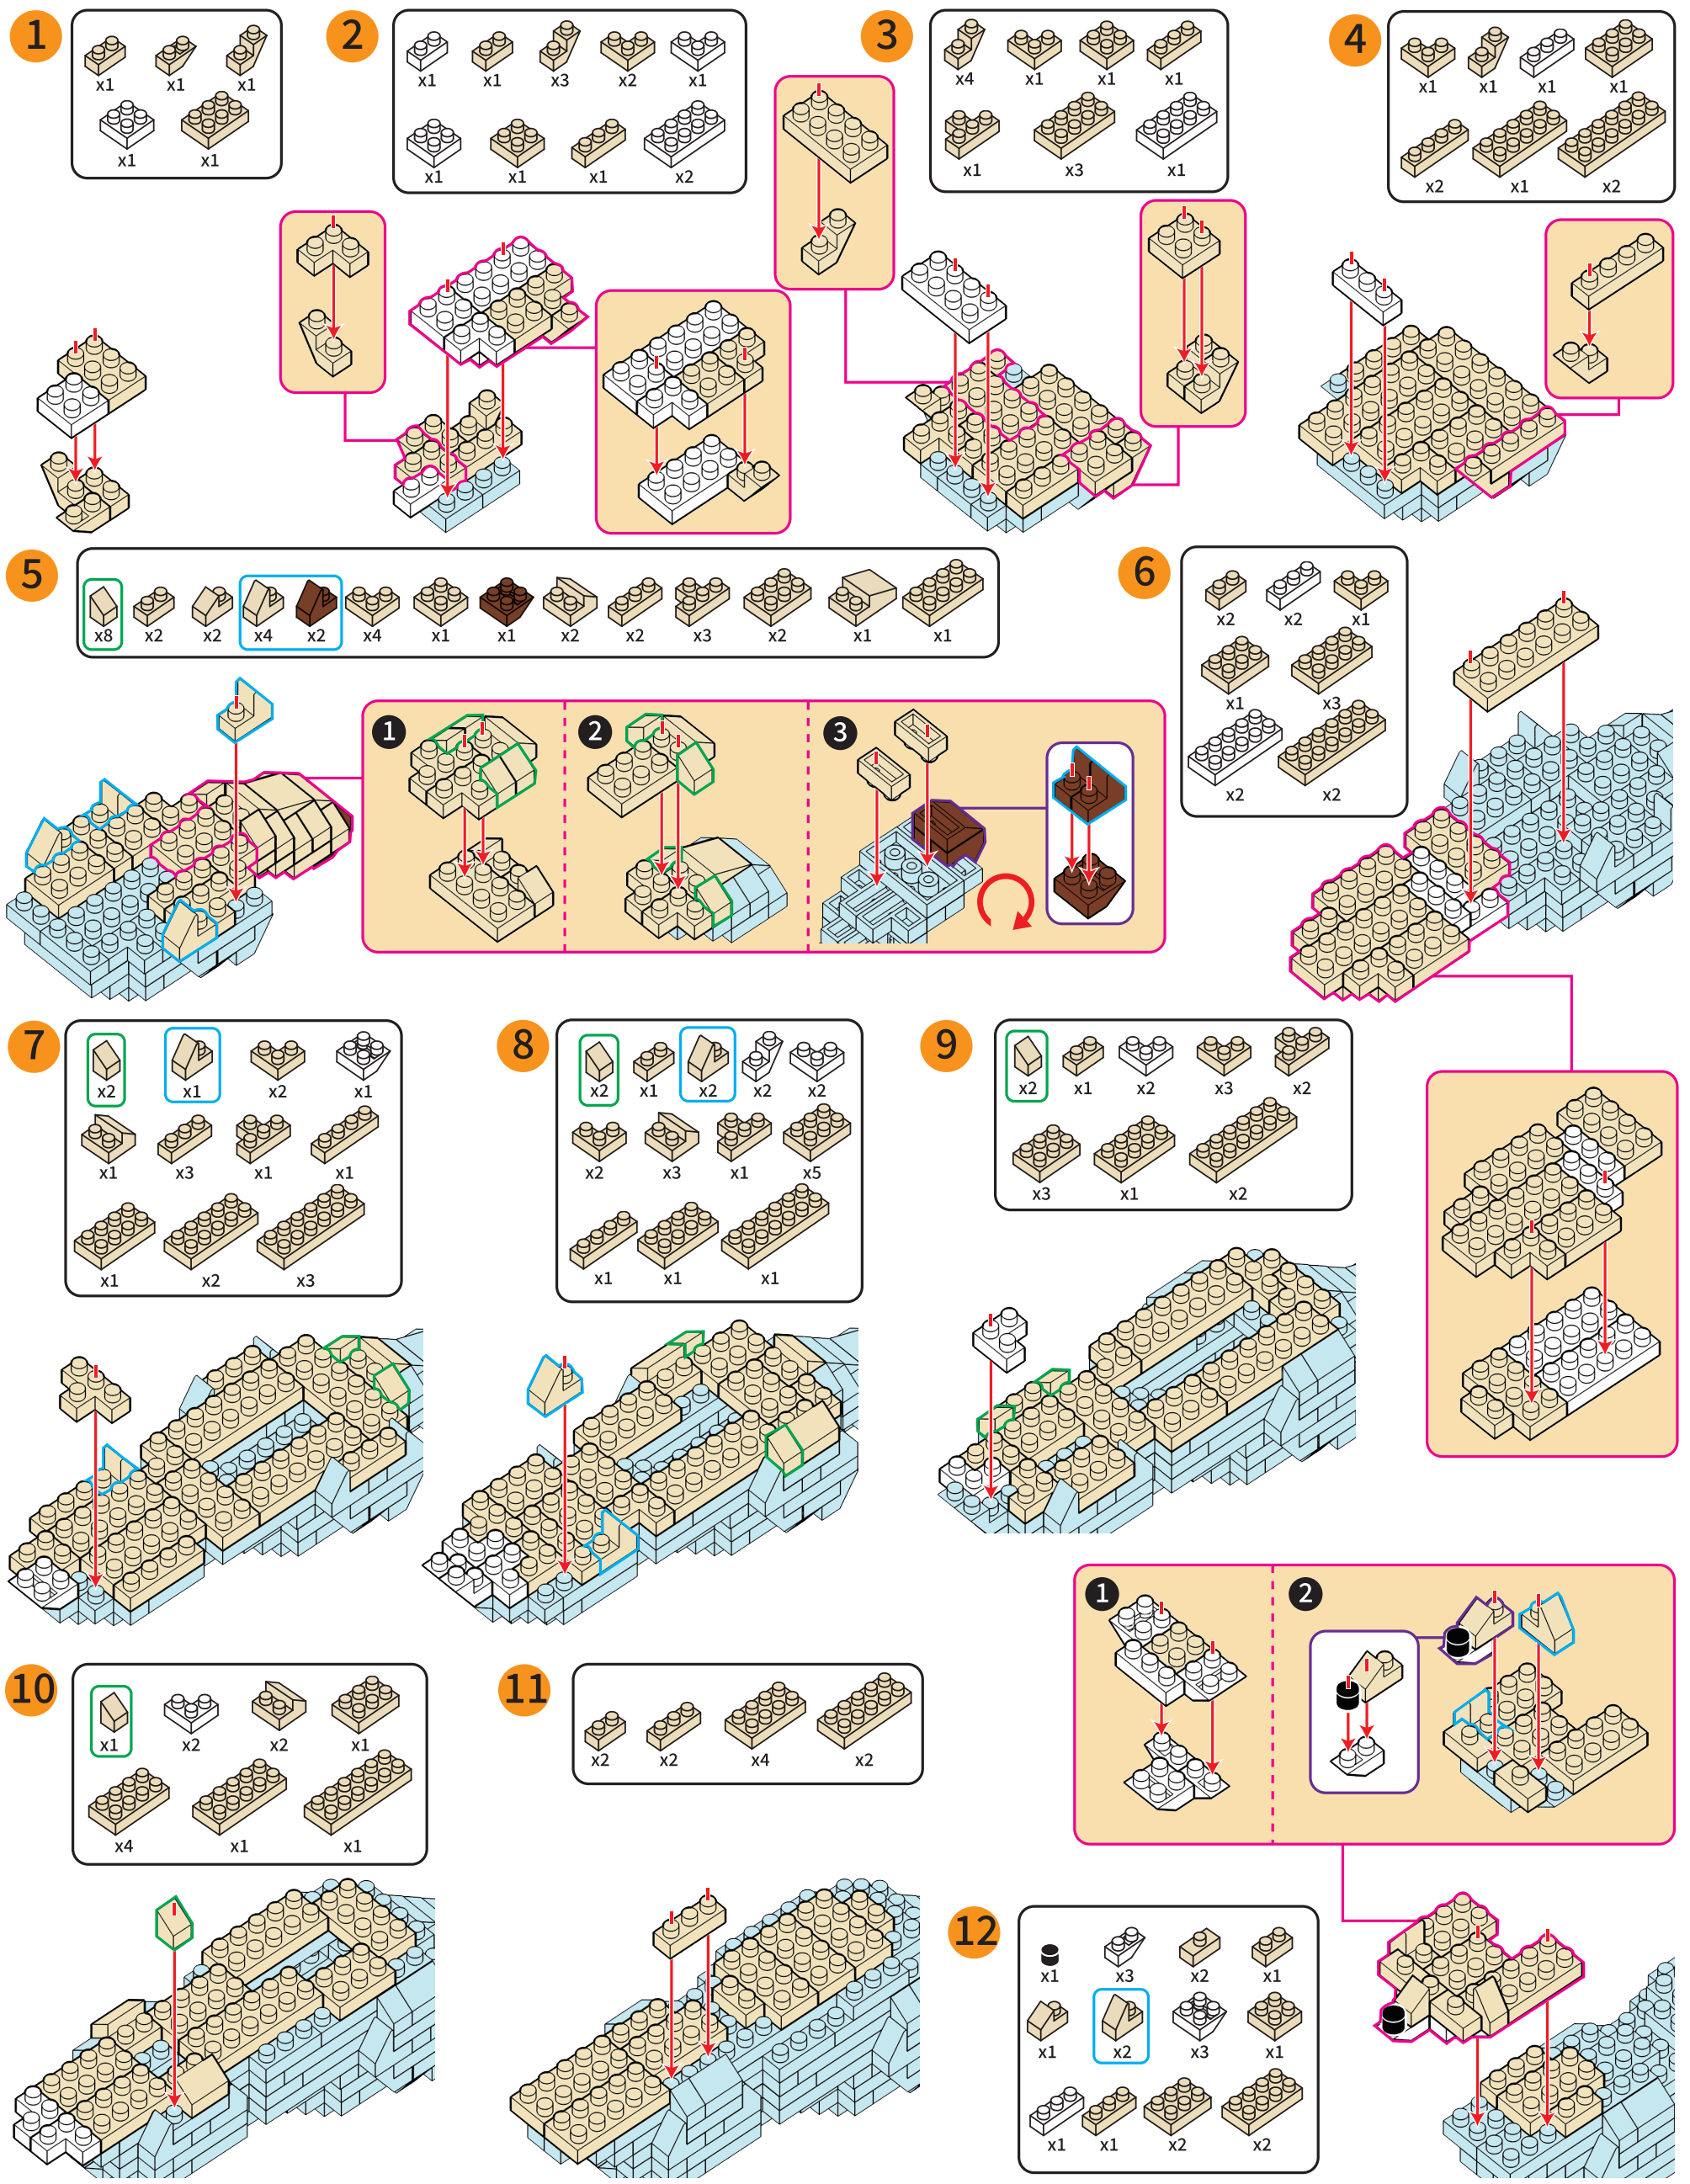 1
x1 x1 x1
x1 x1
2
x1 x1 x3 x2 x1
x1 x1 x1 x2
3
x4 x1 x1 x1
x1 x3 x1
4
x1 x1 x1 x1
x2 x1 x2
5
x8 x2 x2 x4 x2 x4 x1 x1 x2 x2 x3 x2 x1 x1
1
2
3
6
x2 x2 x1
x1 x3
x2 x2
7
x2 x1 x2 x1
x1 x3 x1 x1
x1 x2 x3
8
x2 x1 x2 x2 x2
x2 x3 x1 x5
x1 x1 x1
9
x2 x1 x2 x3 x2
x3 x1 x2
10
x1 x2 x2 x1
x4 x1 x1
11
x2 x2 x4 x2
1
2
12
x1 x3 x2 x1
x1 x2 x3 x1
x1 x1 x2 x2